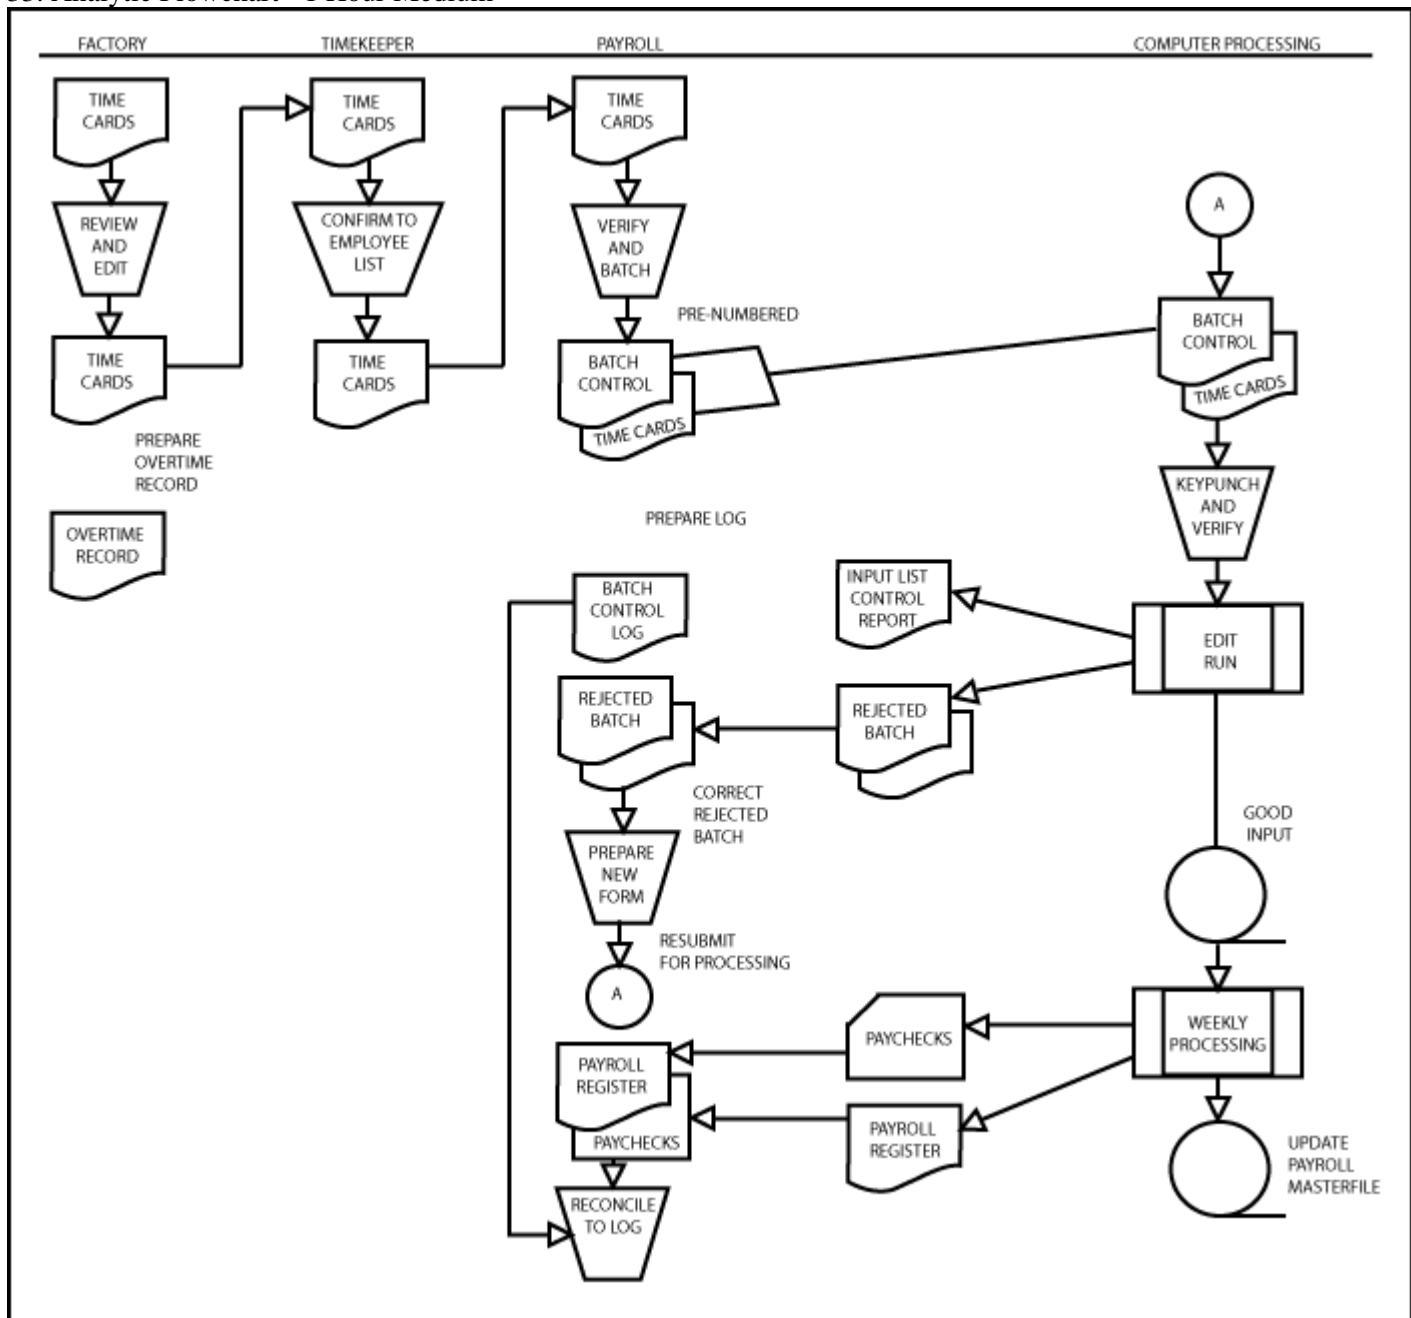 FACTORY
TIMEKEEPER
PAYROLL
COMPUTER PROCESSING
TIME
CARDS
REVIEW
AND
EDIT
TIME
CARDS
PREPARE
OVERTIME
RECORD
OVERTIME
RECORD
TIME
CARDS
CONFIRM TO
EMPLOYEE
LIST
TIME
CARDS
TIME
CARDS
VERIFY
AND
BATCH
PRE-NUMBERED
BATCH
CONTROL
TIME CARDS
PREPARE LOG
BATCH
CONTROL
LOG
REJECTED
BATCH
CORRECT
REJECTED
BATCH
PREPARE
NEW
FORM
RESUBMIT
FOR PROCESSING
A
PAYROLL
REGISTER
PAYCHECKS
RECONCILE
TO LOG
INPUT LIST
CONTROL
REPORT
REJECTED
BATCH
PAYCHECKS
PAYROLL
REGISTER
A
BATCH
CONTROL
TIME CARDS
KEYPUNCH
AND
VERIFY
EDIT
RUN
GOOD
INPUT
WEEKLY
PROCESSING
UPDATE
PAYROLL
MASTERFILE